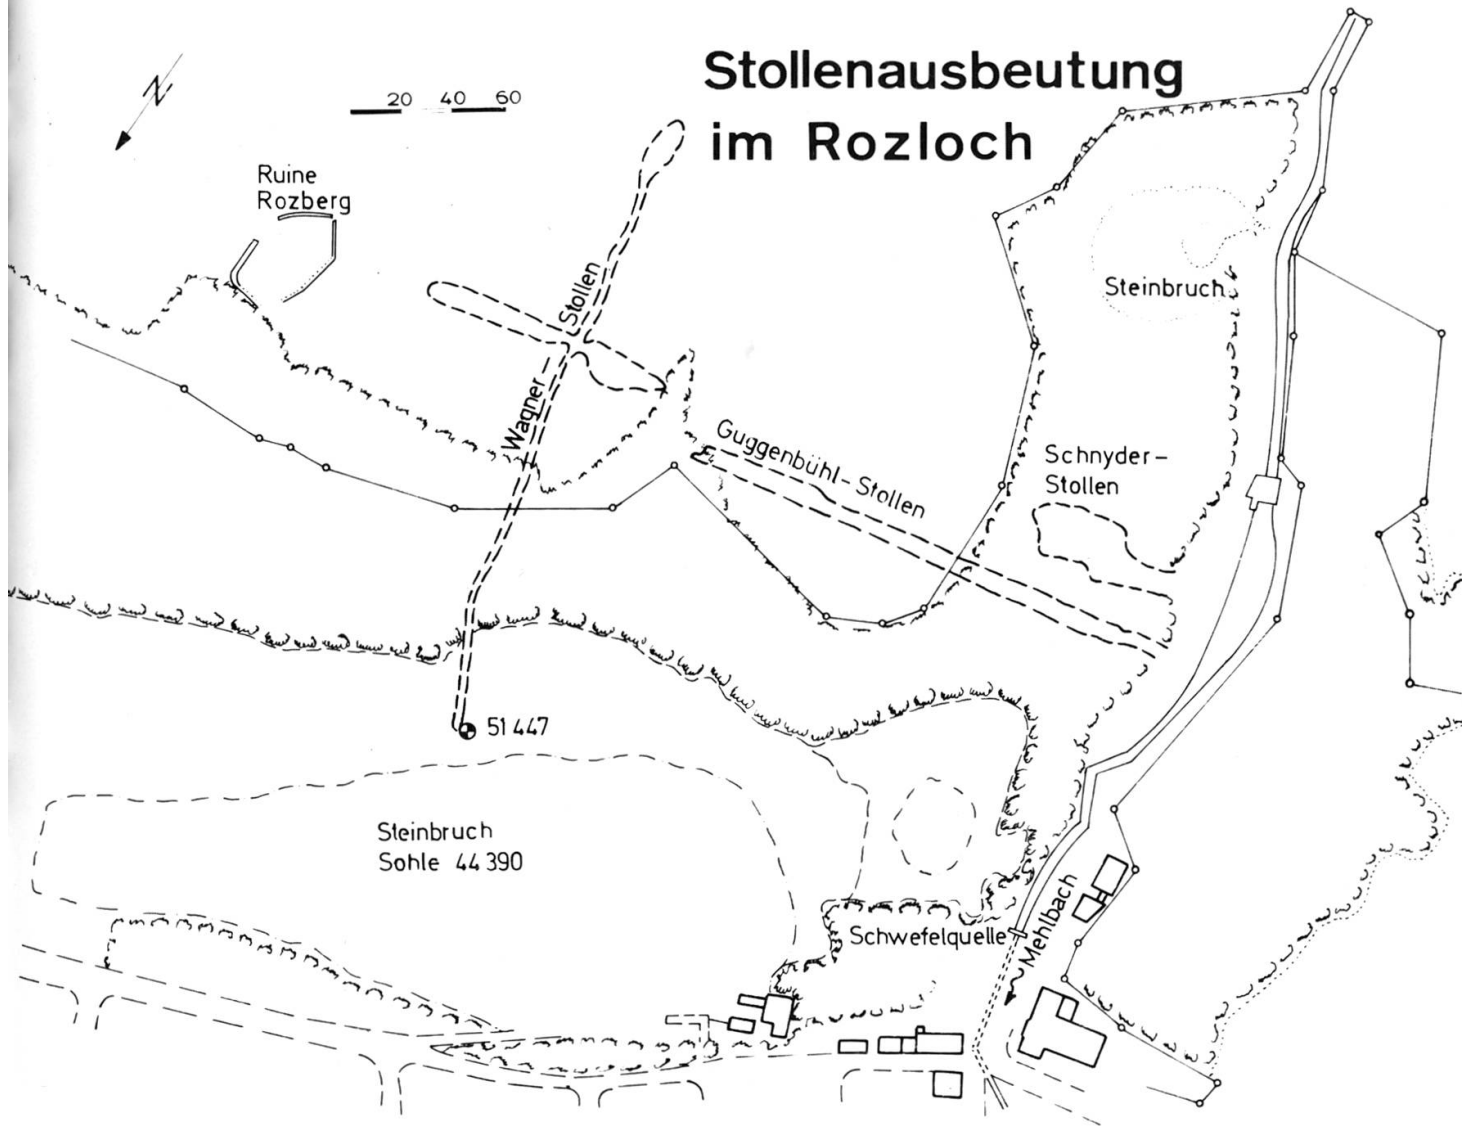 Stollenausbeutung
im Rozloch
N
20 40 60
Ruine
Rozberg
Wagner-Stollen
Steinbruch
Guggenbühl-Stollen
Schnyder-
Stollen
51 447
Steinbruch
Sohle 44 390
Schwefelquelle
Mehlbach